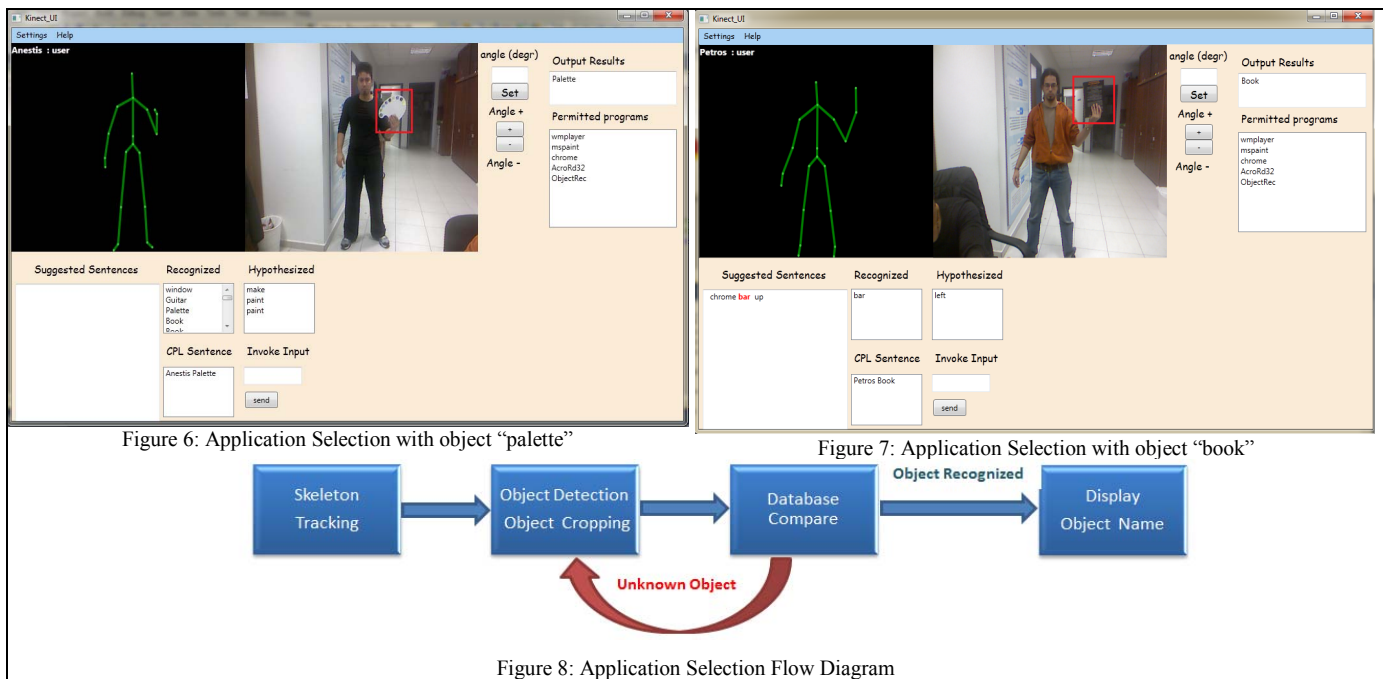 Kinect_UI
Settings Help
Anestis : user
angle (degr)
Set
Angle +
+
-
Angle -
Output Results
Palette
Permitted programs
wmplayer
mspaint
chrome
AcroRd32
ObjectRec
Suggested Sentences
Recognized
window
Guitar
Palette
Book
Book
Hypothesized
make
paint
paint
CPL Sentence
Anestis Palette
Invoke Input
send
Figure 6: Application Selection with object “palette”
Kinect_UI
Settings Help
Petros : user
angle (degr)
Set
Angle +
+
-
Angle -
Output Results
Book
Permitted programs
wmplayer
mspaint
chrome
AcroRd32
ObjectRec
Suggested Sentences
chrome bar up
Recognized
bar
Hypothesized
left
CPL Sentence
Petros Book
Invoke Input
send
Figure 7: Application Selection with object “book”
Skeleton
Tracking
Object Detection
Object Cropping
Database
Compare
Object Recognized
Display
Object Name
Unknown Object
Figure 8: Application Selection Flow Diagram